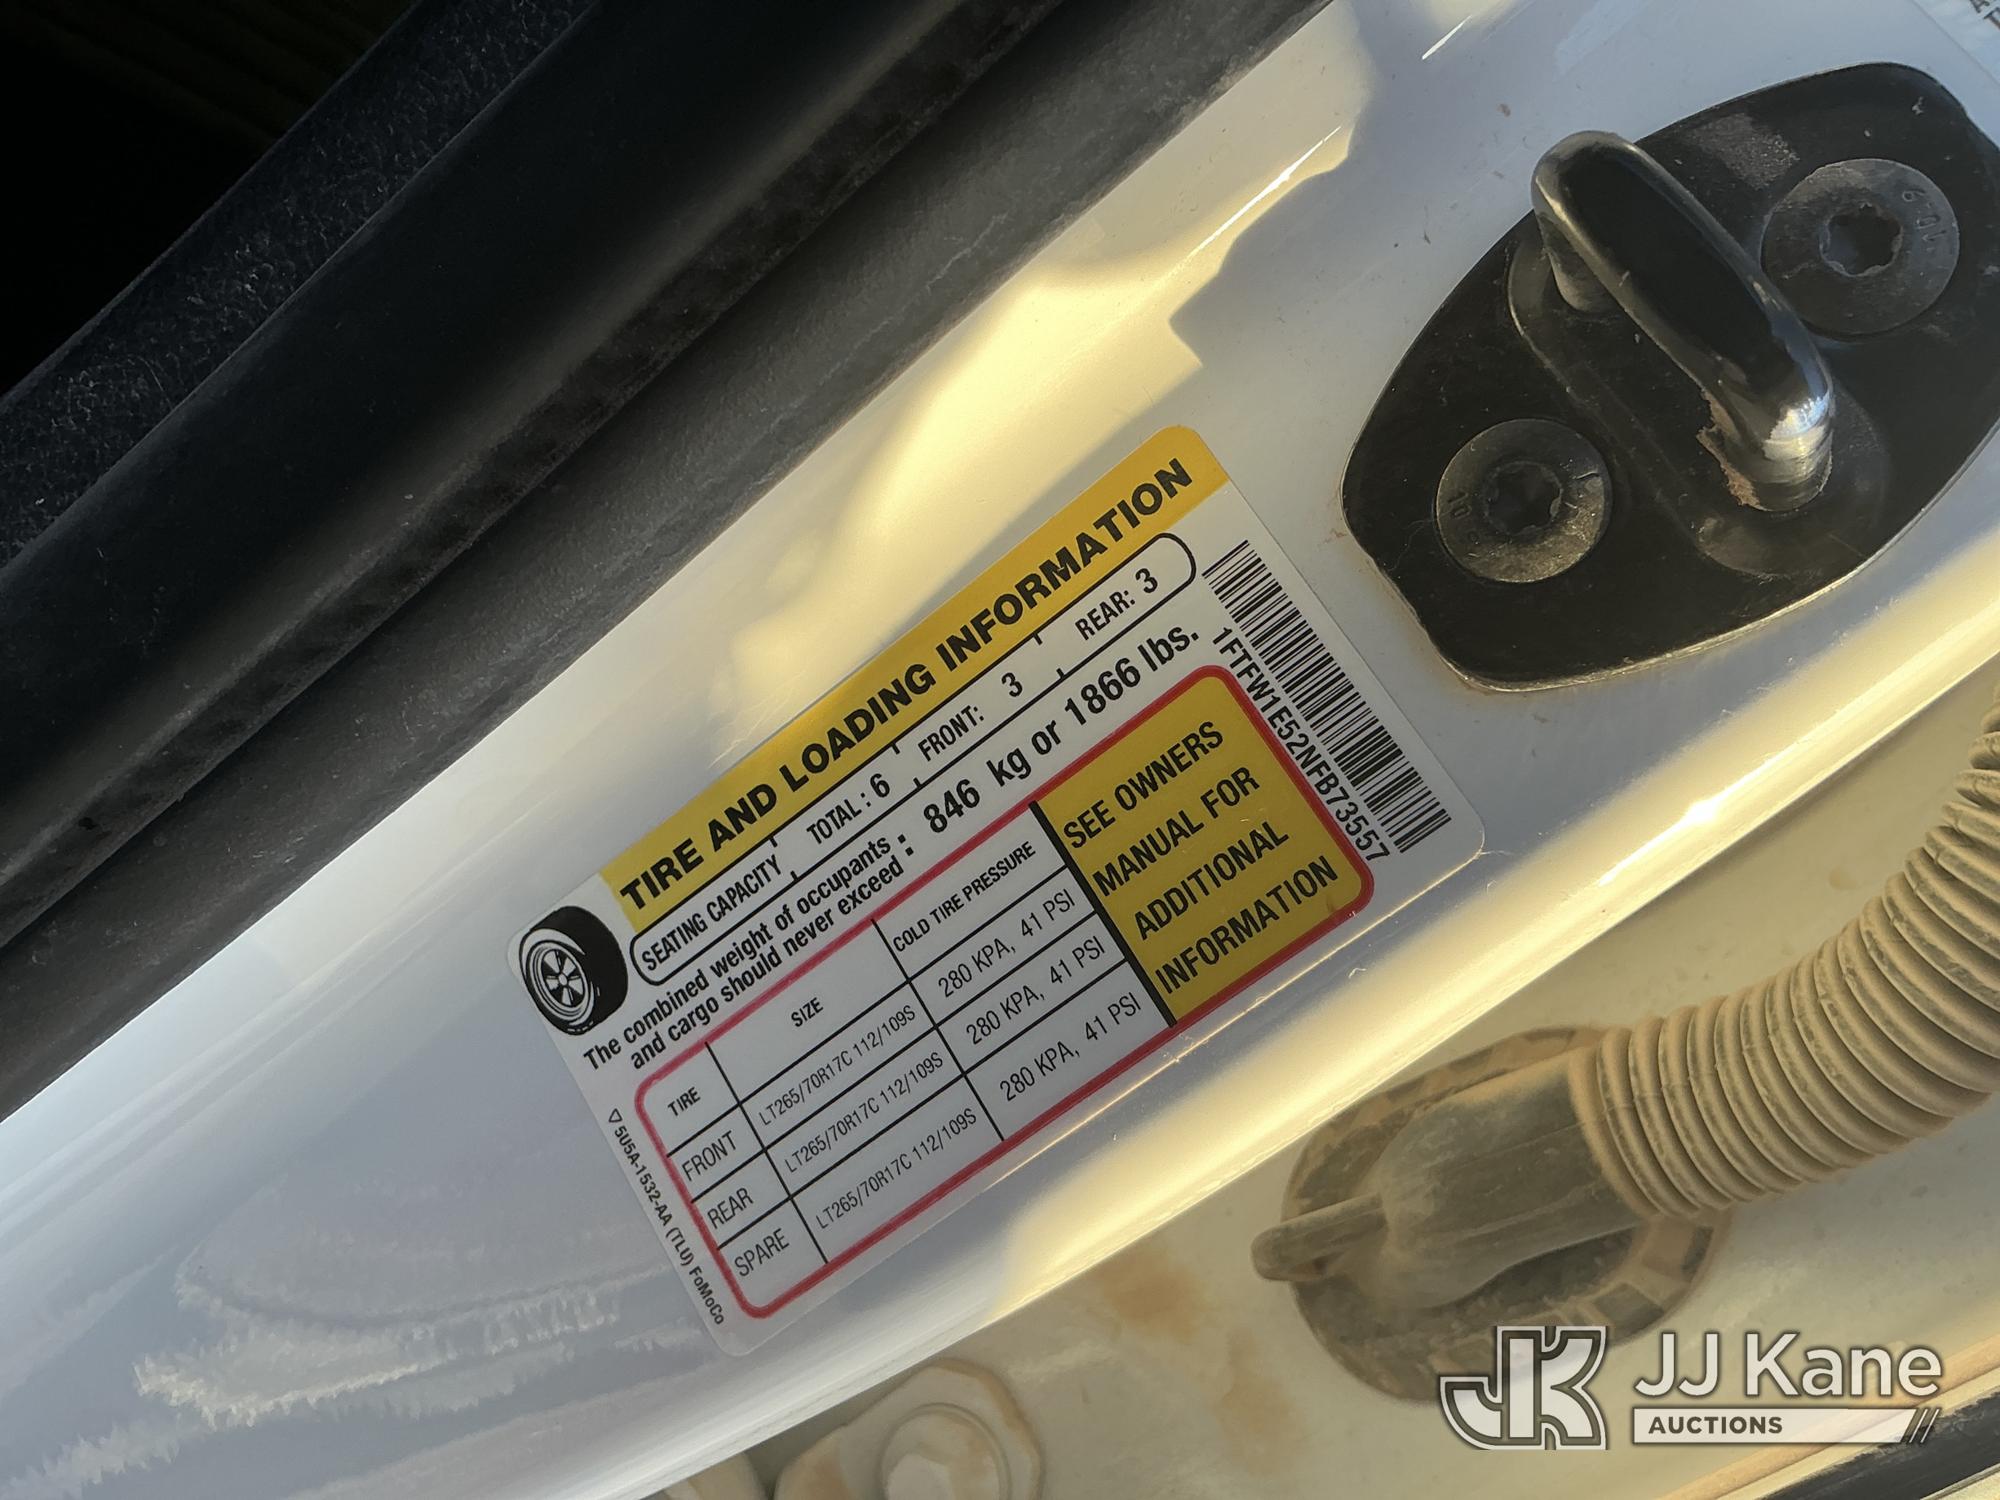 TIRE AND LOADING INFORMATION
SEATING CAPACITY TOTAL : 6 FRONT: 3 REAR: 3
The combined weight of occupants
and cargo should never exceed : 846 kg or 1866 lbs.
TIRE SIZE COLD TIRE PRESSURE
FRONT LT265/70R17C 112/109S 280 KPA, 41 PSI
REAR LT265/70R17C 112/109S 280 KPA, 41 PSI
SPARE LT265/70R17C 112/109S 280 KPA, 41 PSI
SEE OWNERS
MANUAL FOR
ADDITIONAL
INFORMATION
1FTFW1E52NFB73557
5U5A-1532-AA (TLU) FoMoCo
10.9
JK JJ Kane
AUCTIONS